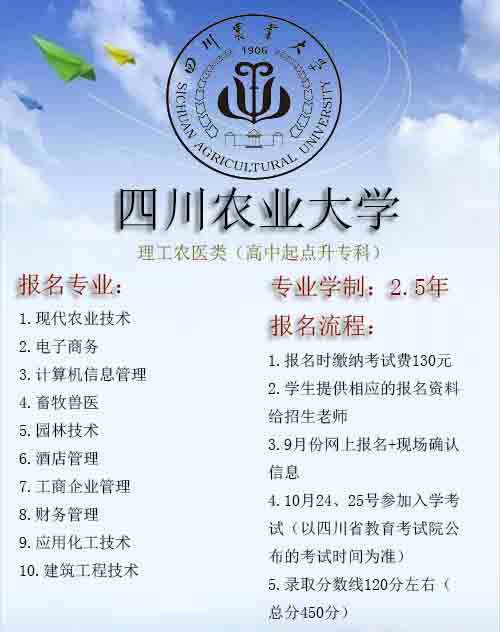 四川农业大学
1906
SICHUAN AGRICULTURAL UNIVERSITY
四川农业大学
理工农医类（高中起点升专科）
报名专业：
1.现代农业技术
2.电子商务
3.计算机信息管理
4.畜牧兽医
5.园林技术
6.酒店管理
7.工商企业管理
8.财务管理
9.应用化工技术
10.建筑工程技术
专业学制：2.5年
报名流程：
1.报名时缴纳考试费130元
2.学生提供相应的报名资料
给招生老师
3.9月份网上报名+现场确认
信息
4.10月24、25号参加入学考
试（以四川省教育考试院公
布的考试时间为准）
5.录取分数线120分左右（
总分450分）